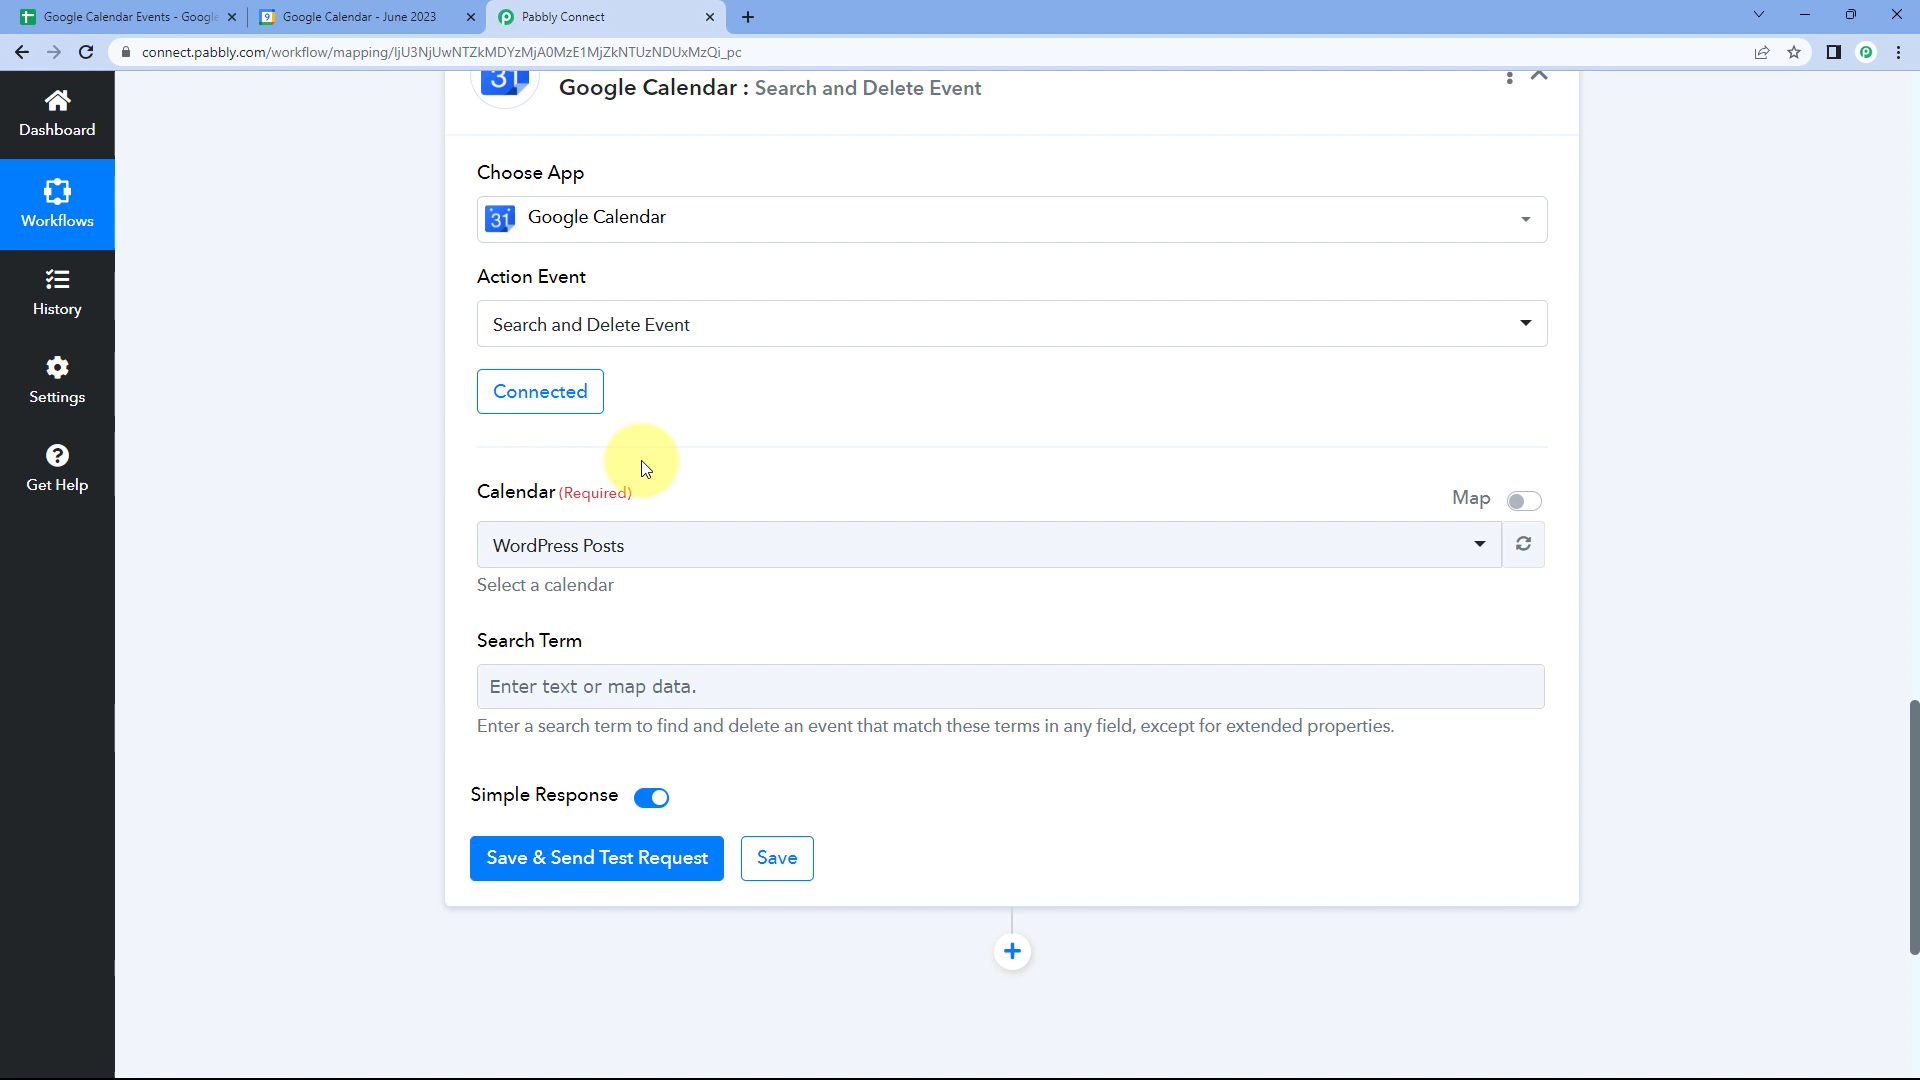 Google Calendar Events - Google
Google Calendar - June 2023
Pabbly Connect
connect.pabbly.com/workflow/mapping/IjU3NjUwNTZkMDYzMjA0MzE1MjZkNTUzNDUxMzQi_pc
31
Google Calendar : Search and Delete Event
Dashboard
Choose App
31 Google Calendar
Workflows
Action Event
Search and Delete Event
History
Connected
Settings
Get Help
Calendar (Required)
Map
WordPress Posts
Select a calendar
Search Term
Enter text or map data.
Enter a search term to find and delete an event that match these terms in any field, except for extended properties.
Simple Response
Save & Send Test Request
Save